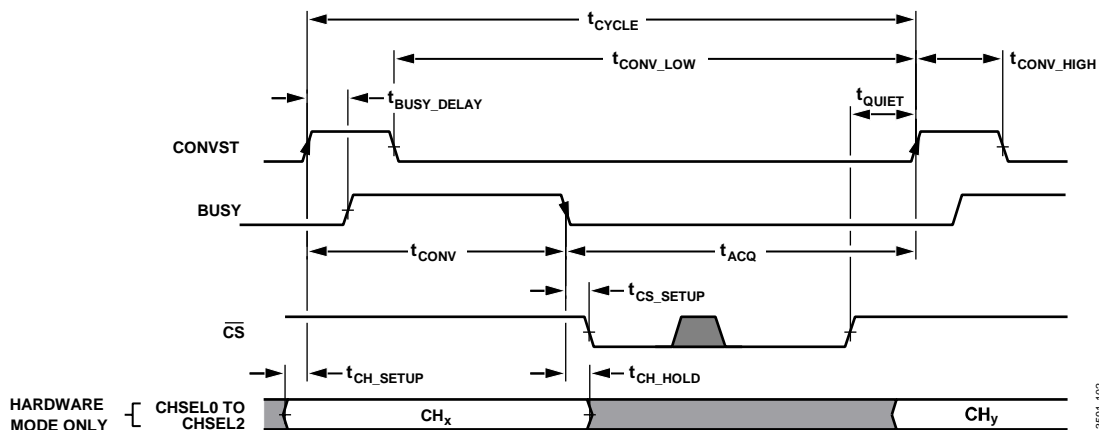 tCYCLE
tCONV_LOW
tCONV_HIGH
tBUSY_DELAY
tQUIET
CONVST
BUSY
tCONV
tACQ
tCS_SETUP
CS
tCH_SETUP
tCH_HOLD
HARDWARE
MODE ONLY
CHSEL0 TO
CHSEL2
CHx
CHy